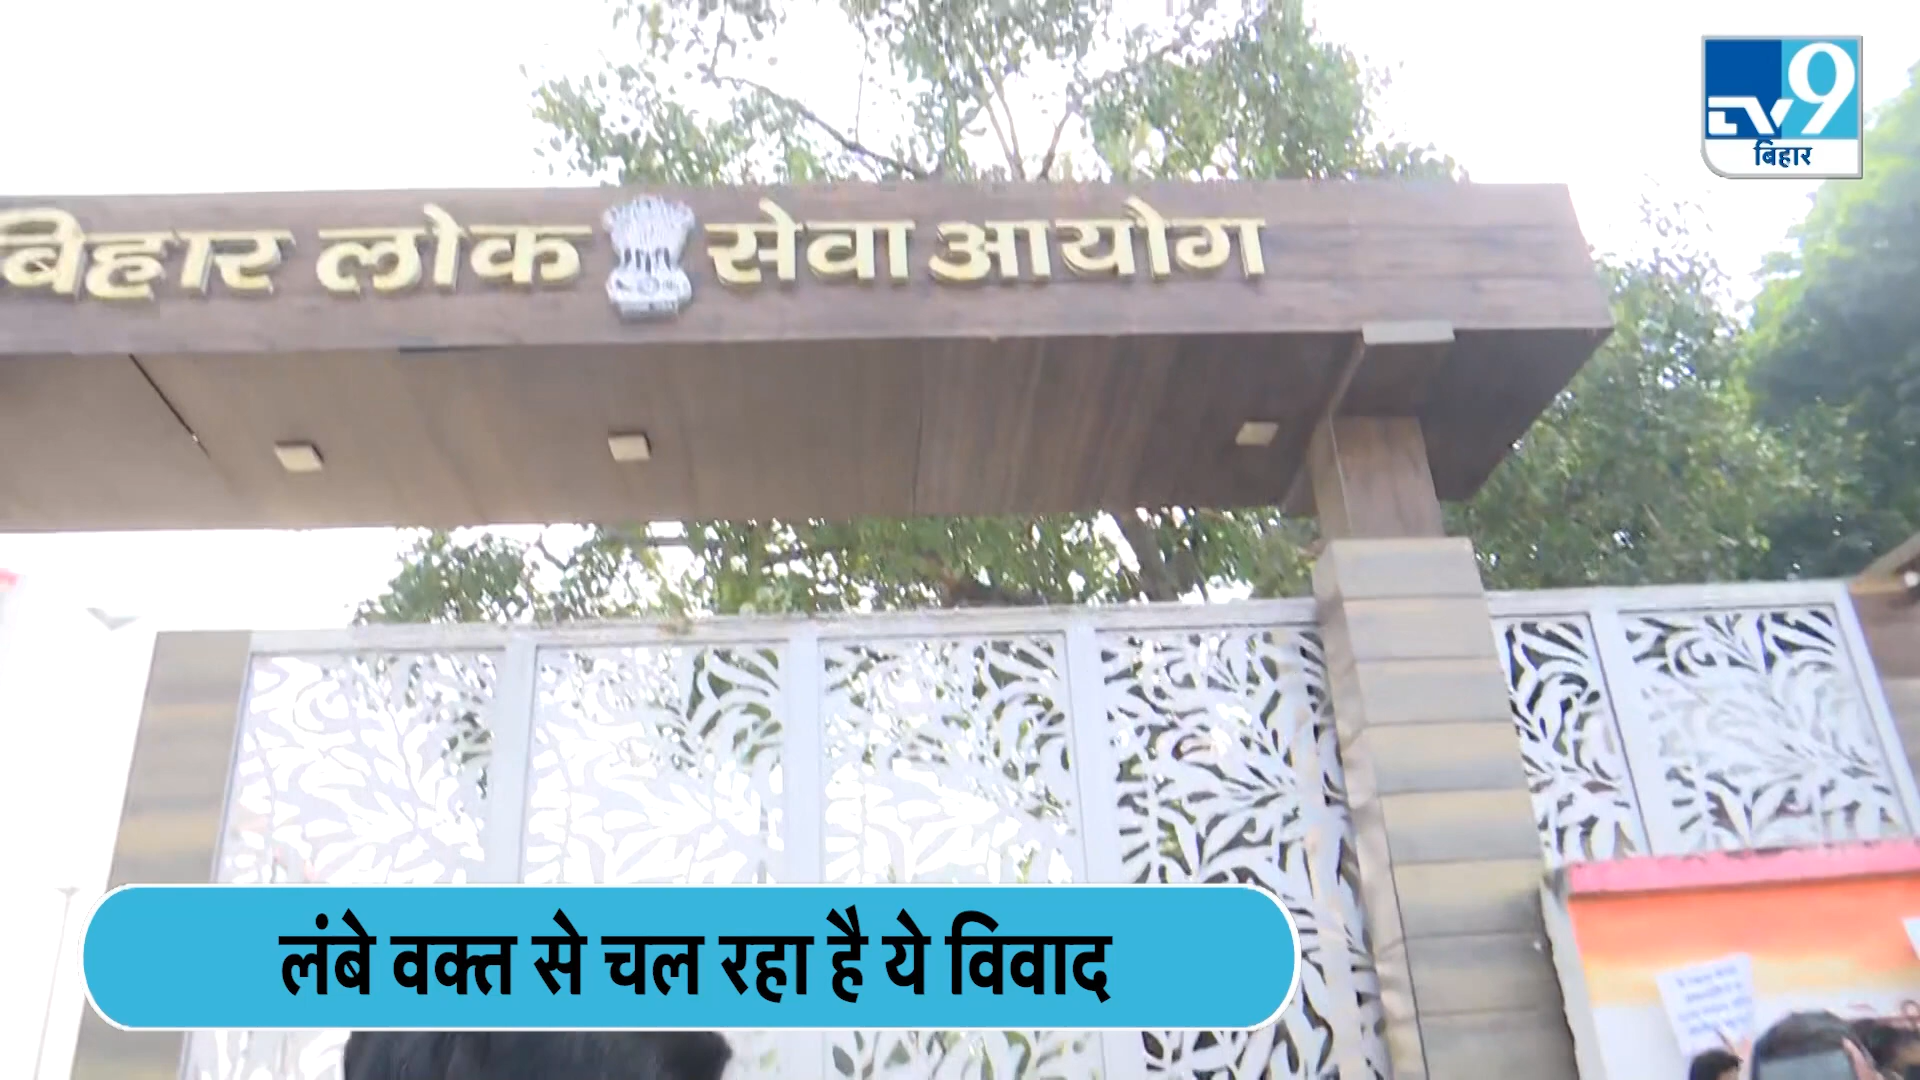 TV9
बिहार
बिहार लोक सेवा आयोग
लंबे वक्त से चल रहा है ये विवाद